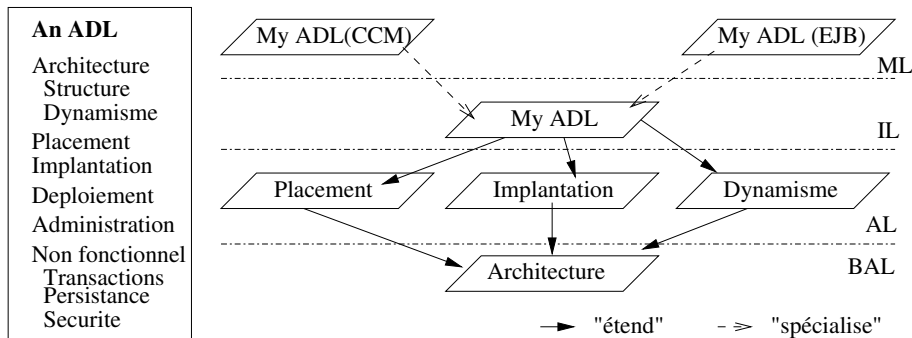 An ADL
Architecture
Structure
Dynamisme
Placement
Implantation
Deploiement
Administration
Non fonctionnel
Transactions
Persistance
Securite
My ADL(CCM)
My ADL (EJB)
ML
My ADL
IL
Placement
Implantation
Dynamisme
AL
Architecture
BAL
"étend"
"spécialise"